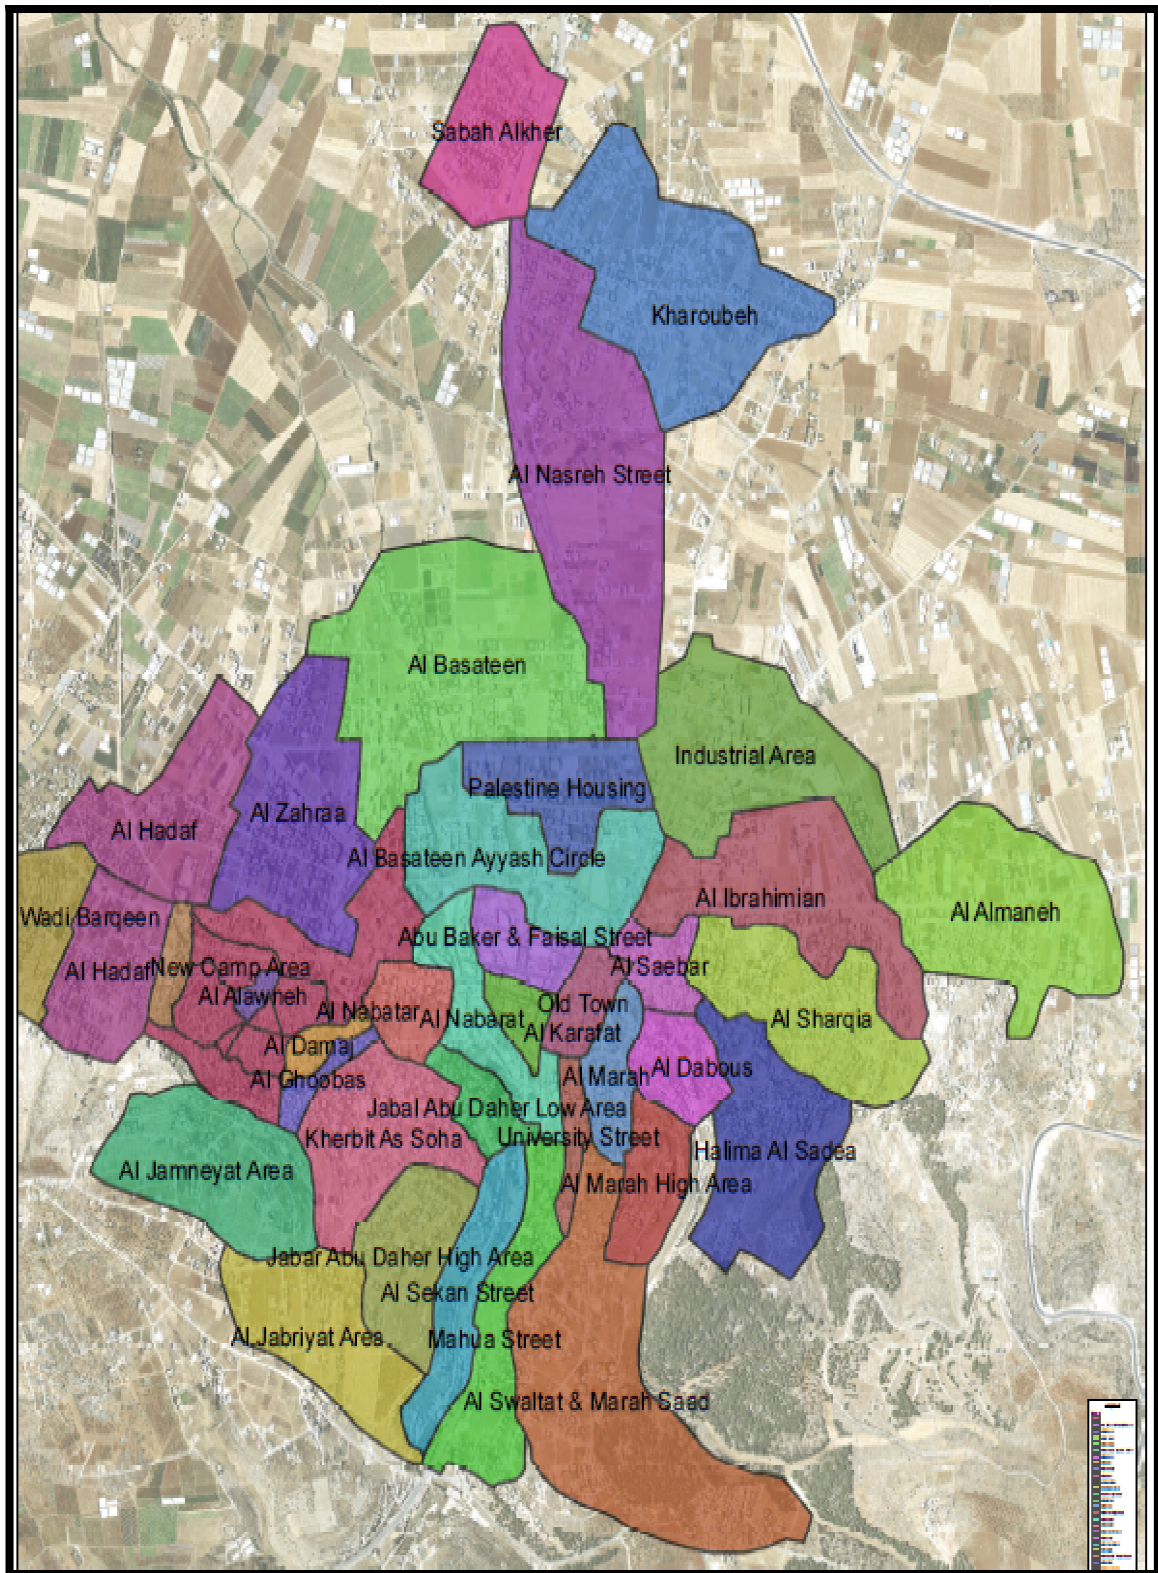 Sabah Alkher
Kharoubeh
Al Nasreh Street
Al Basateen
Industrial Area
Palestine Housing
Al Zahraa
Al Hadaf
Al Basateen Ayyash Circle
Al Ibrahimian
Al Almaneh
Wadi Barqeen
Abu Baker & Faisal Street
Al Saebar
Al Hadaf
New Camp Area
Al Alawneh
Old Town
Al Nabatar
Al Nabarat
Al Sharqia
Al Karafat
Al Damaj
Al Dabous
Al Marah
Al Ghoobas
Jabal Abu Daher Low Area
Kherbit As Soha
University Street
Halima Al Sadea
Al Jamneyat Area
Al Marah High Area
Jabar Abu Daher High Area
Al Sekan Street
Al Jabriyat Area
Mahua Street
Al Swaltat & Marah Saad